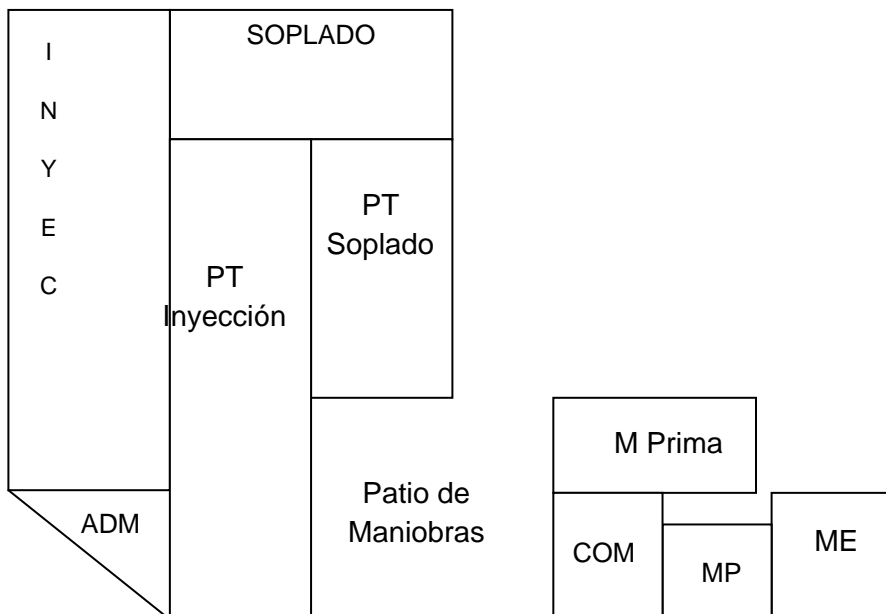 I
N
Y
E
C
SOPLADO
PT
Soplado
PT
Inyección
M Prima
Patio de
Maniobras
ADM
COM
MP
ME